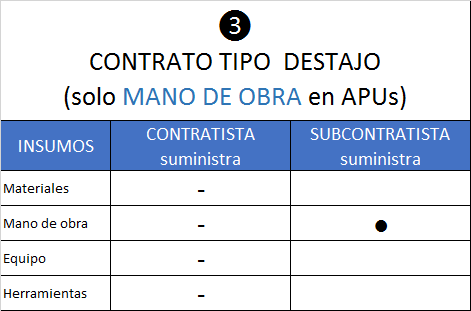 ❸
CONTRATO TIPO DESTAJO
(solo MANO DE OBRA en APUs)
INSUMOS CONTRATISTA suministra SUBCONTRATISTA suministra
Materiales -
Mano de obra - ●
Equipo -
Herramientas -